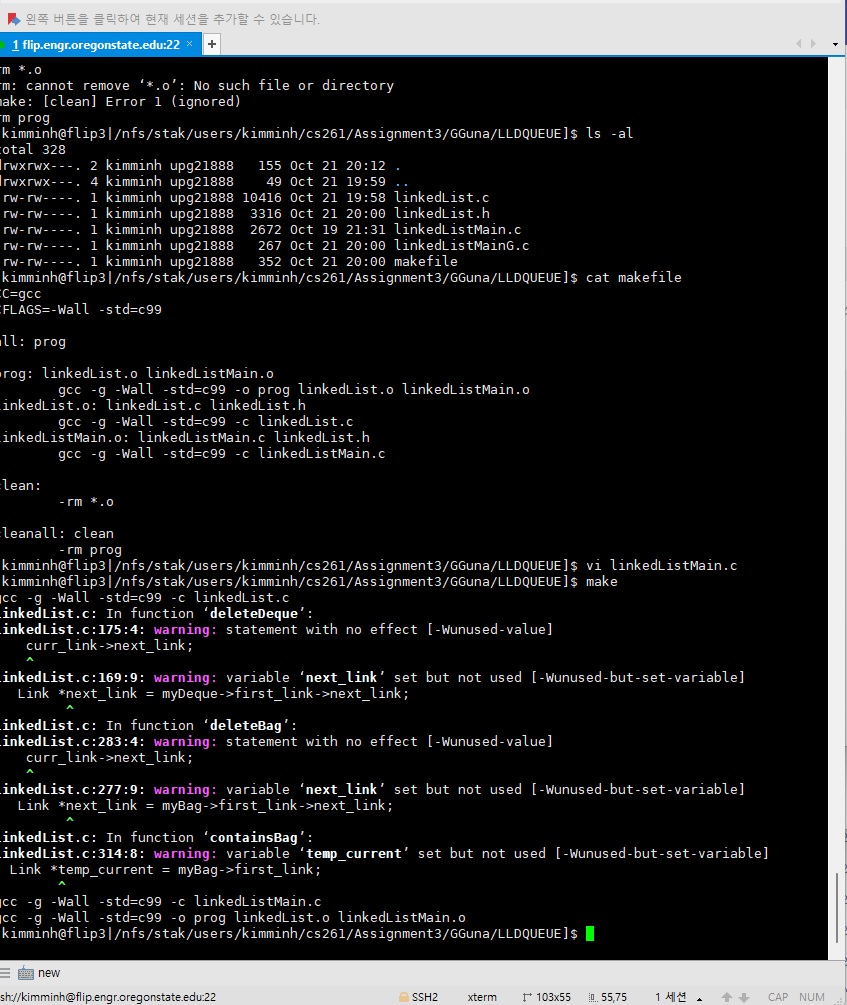 왼쪽 버튼을 클릭하여 현재 세션을 추가할 수 있습니다.
1 flip.engr.oregonstate.edu:22 × +
rm *.o
rm: cannot remove ‘*.o’: No such file or directory
make: [clean] Error 1 (ignored)
rm prog
kimminh@flip3|/nfs/stak/users/kimminh/cs261/Assignment3/GGuna/LLDQUEUE]$ ls -al
total 328
drwxrwx---. 2 kimminh upg21888   155 Oct 21 20:12 .
drwxrwx---. 4 kimminh upg21888    49 Oct 21 19:59 ..
rw-rw----. 1 kimminh upg21888 10416 Oct 21 19:58 linkedList.c
rw-rw----. 1 kimminh upg21888  3316 Oct 21 20:00 linkedList.h
rw-rw----. 1 kimminh upg21888  2672 Oct 19 21:31 linkedListMain.c
rw-rw----. 1 kimminh upg21888   267 Oct 21 20:00 linkedListMainG.c
rw-rw----. 1 kimminh upg21888   352 Oct 21 20:00 makefile
kimminh@flip3|/nfs/stak/users/kimminh/cs261/Assignment3/GGuna/LLDQUEUE]$ cat makefile
CC=gcc
CFLAGS=-Wall -std=c99
all: prog
prog: linkedList.o linkedListMain.o
gcc -g -Wall -std=c99 -o prog linkedList.o linkedListMain.o
linkedList.o: linkedList.c linkedList.h
gcc -g -Wall -std=c99 -c linkedList.c
linkedListMain.o: linkedListMain.c linkedList.h
gcc -g -Wall -std=c99 -c linkedListMain.c
clean:
-rm *.o
cleanall: clean
-rm prog
kimminh@flip3|/nfs/stak/users/kimminh/cs261/Assignment3/GGuna/LLDQUEUE]$ vi linkedListMain.c
kimminh@flip3|/nfs/stak/users/kimminh/cs261/Assignment3/GGuna/LLDQUEUE]$ make
gcc -g -Wall -std=c99 -c linkedList.c
linkedList.c: In function ‘deleteDeque’:
linkedList.c:175:4: warning: statement with no effect [-Wunused-value]
curr_link->next_link;
^
linkedList.c:169:9: warning: variable ‘next_link’ set but not used [-Wunused-but-set-variable]
Link *next_link = myDeque->first_link->next_link;
^
linkedList.c: In function ‘deleteBag’:
linkedList.c:283:4: warning: statement with no effect [-Wunused-value]
curr_link->next_link;
^
linkedList.c:277:9: warning: variable ‘next_link’ set but not used [-Wunused-but-set-variable]
Link *next_link = myBag->first_link->next_link;
^
linkedList.c: In function ‘containsBag’:
linkedList.c:314:8: warning: variable ‘temp_current’ set but not used [-Wunused-but-set-variable]
Link *temp_current = myBag->first_link;
^
gcc -g -Wall -std=c99 -c linkedListMain.c
gcc -g -Wall -std=c99 -o prog linkedList.o linkedListMain.o
kimminh@flip3|/nfs/stak/users/kimminh/cs261/Assignment3/GGuna/LLDQUEUE]$
new
sh://kimminh@flip.engr.oregonstate.edu:22 SSH2 xterm 103x55 55,75 1 세션 CAP NUM